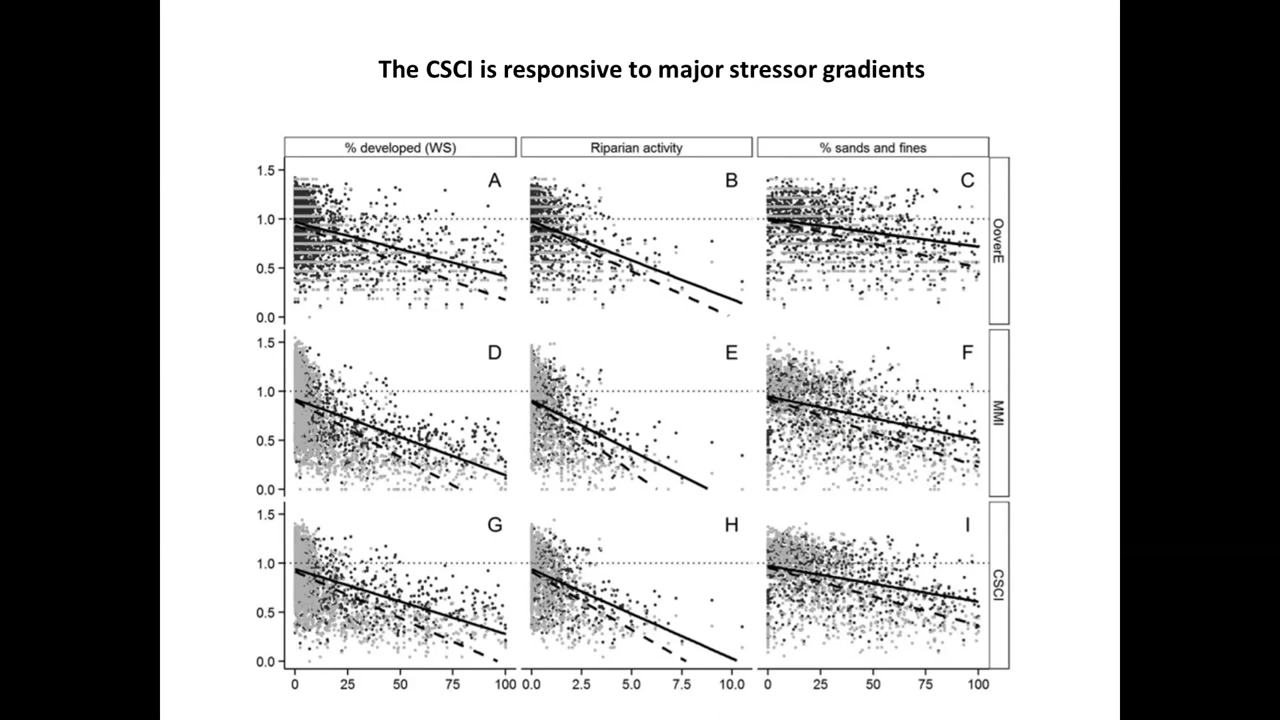 The CSCI is responsive to major stressor gradients
% developed (WS)
Riparian activity
% sands and fines
1.5
1.0
0.5
0.0
A
B
C
OoverE
1.5
1.0
0.5
0.0
D
E
F
MMI
1.5
1.0
0.5
0.0
G
H
I
CSCI
0 25 50 75 100
0.0 2.5 5.0 7.5 10.0
0 25 50 75 100